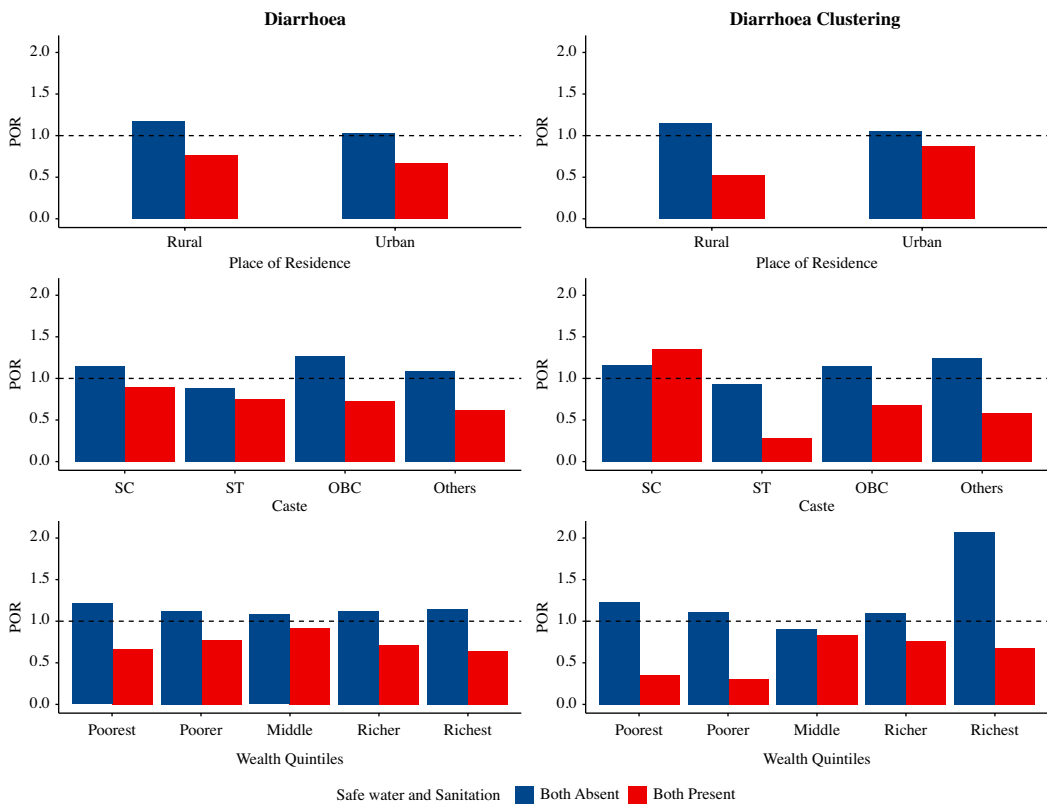 Diarrhoea
Diarrhoea Clustering
2.0
1.5
1.0
0.5
0.0
POR
Rural
Urban
Place of Residence
2.0
1.5
1.0
0.5
0.0
POR
Rural
Urban
Place of Residence
2.0
1.5
1.0
0.5
0.0
POR
SC
ST
OBC
Others
Caste
2.0
1.5
1.0
0.5
0.0
POR
SC
ST
OBC
Others
Caste
2.0
1.5
1.0
0.5
0.0
POR
Poorest
Poorer
Middle
Richer
Richest
Wealth Quintiles
2.0
1.5
1.0
0.5
0.0
POR
Poorest
Poorer
Middle
Richer
Richest
Wealth Quintiles
Safe water and Sanitation
Both Absent
Both Present